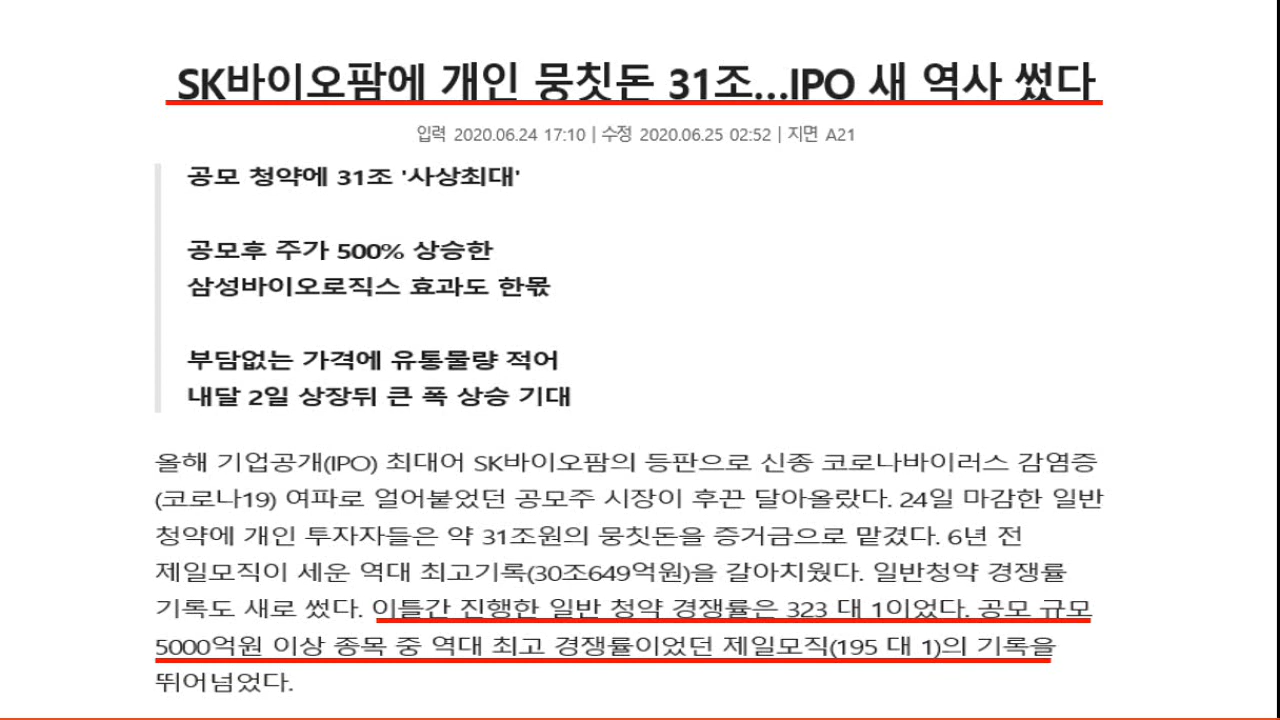 SK바이오팜에 개인 뭉칫돈 31조...IPO 새 역사 썼다
입력 2020.06.24 17:10 | 수정 2020.06.25 02:52 | 지면 A21
공모 청약에 31조 '사상최대'
공모후 주가 500% 상승한
삼성바이오로직스 효과도 한몫
부담없는 가격에 유통물량 적어
내달 2일 상장뒤 큰 폭 상승 기대
올해 기업공개(IPO) 최대어 SK바이오팜의 등판으로 신종 코로나바이러스 감염증
(코로나19) 여파로 얼어붙었던 공모주 시장이 후끈 달아올랐다. 24일 마감한 일반
청약에 개인 투자자들은 약 31조원의 뭉칫돈을 증거금으로 맡겼다. 6년 전
제일모직이 세운 역대 최고기록(30조649억원)을 갈아치웠다. 일반청약 경쟁률
기록도 새로 썼다. 이틀간 진행한 일반 청약 경쟁률은 323 대 1이었다. 공모 규모
5000억원 이상 종목 중 역대 최고 경쟁률이었던 제일모직(195 대 1)의 기록을
뛰어넘었다.